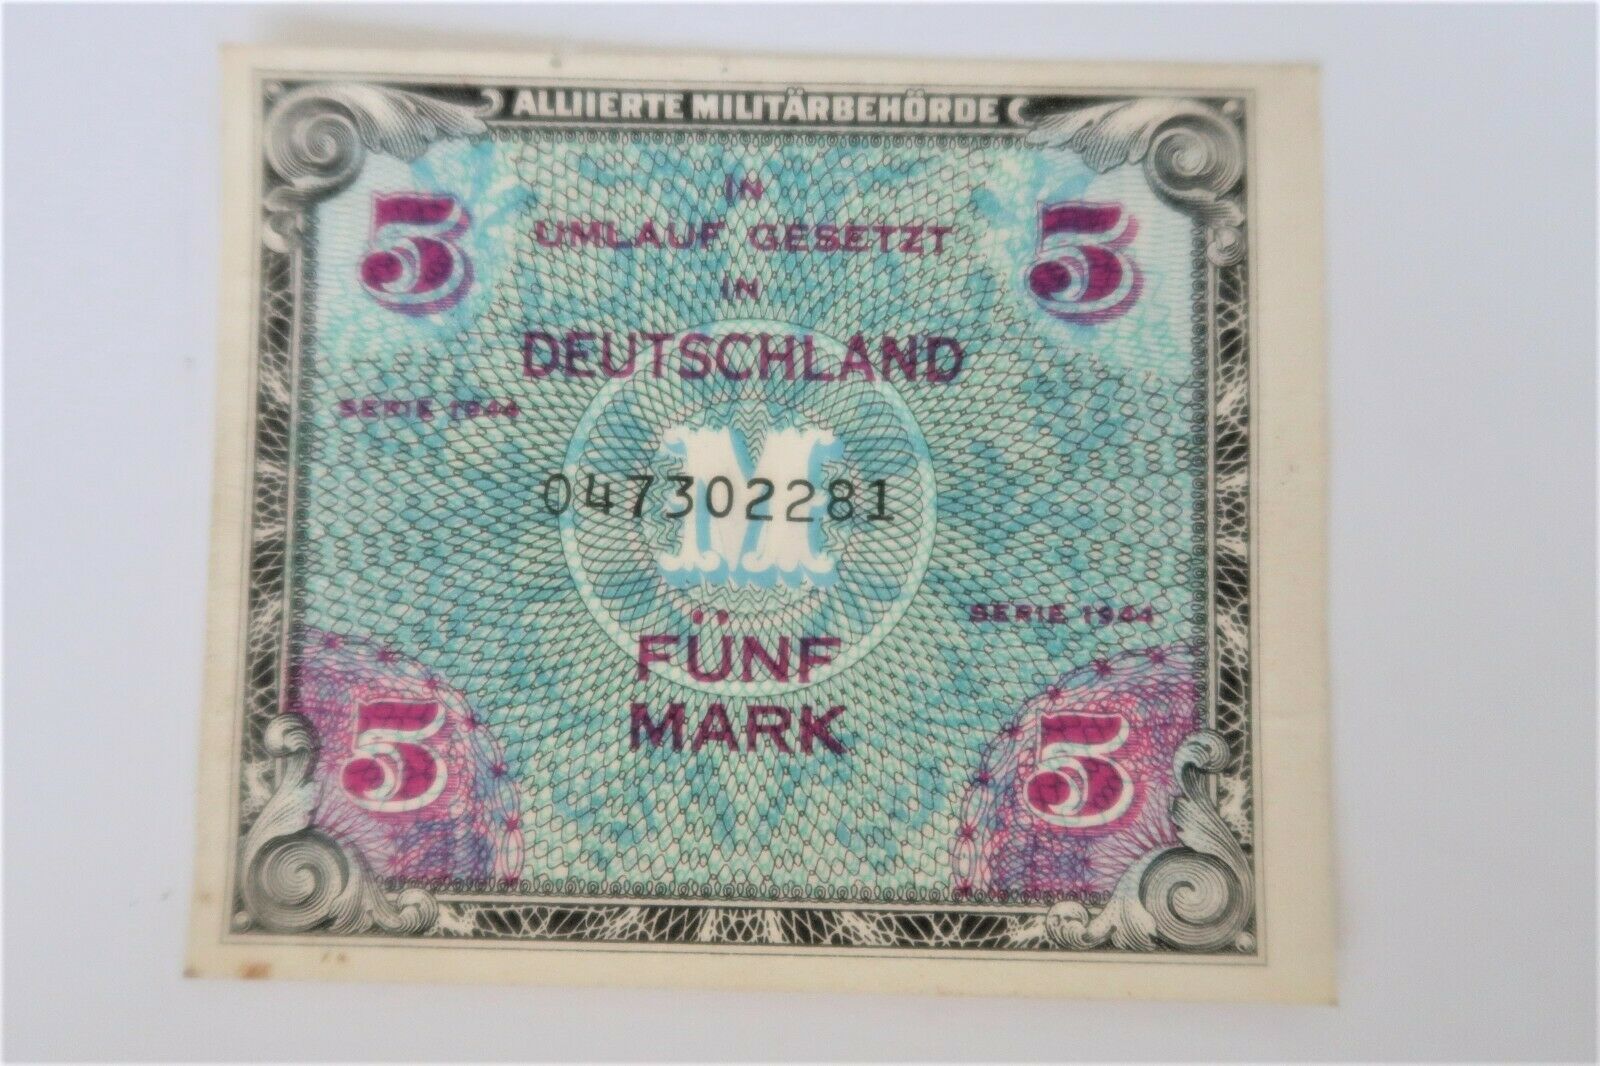 ALLIIERTE MILITÄRBEHÖRDE
5 5
IN
UMLAUF GESETZT
IN
DEUTSCHLAND
SERIE 1944
M
047302281
SERIE 1944
FÜNF
MARK
5 5